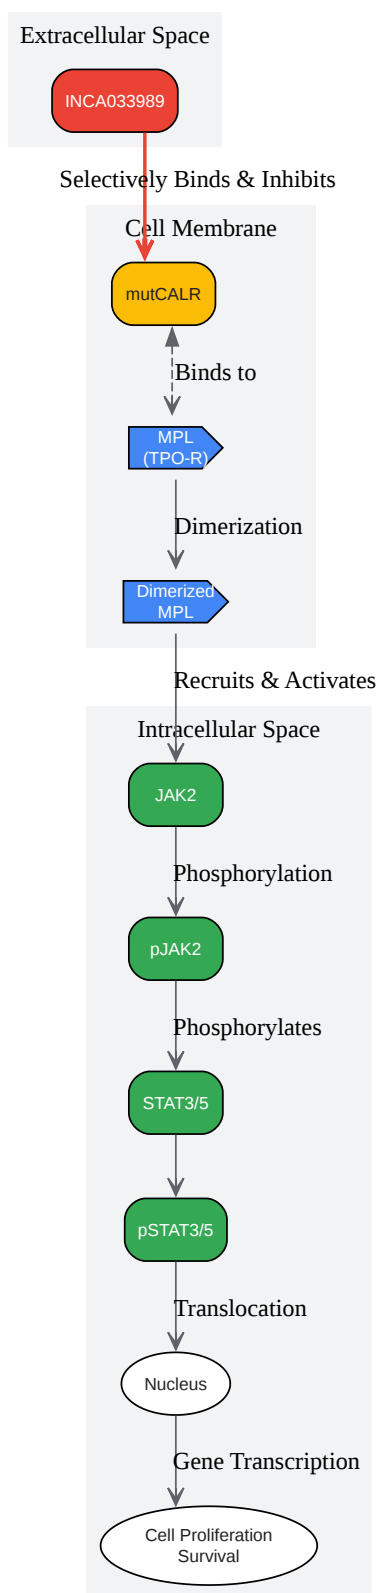 Extracellular Space
INCA033989
Selectively Binds & Inhibits
Cell Membrane
mutCALR
Binds to
MPL
(TPO-R)
Dimerization
Dimerized
MPL
Recruits & Activates
Intracellular Space
JAK2
Phosphorylation
pJAK2
Phosphorylates
STAT3/5
pSTAT3/5
Translocation
Nucleus
Gene Transcription
Cell Proliferation
Survival